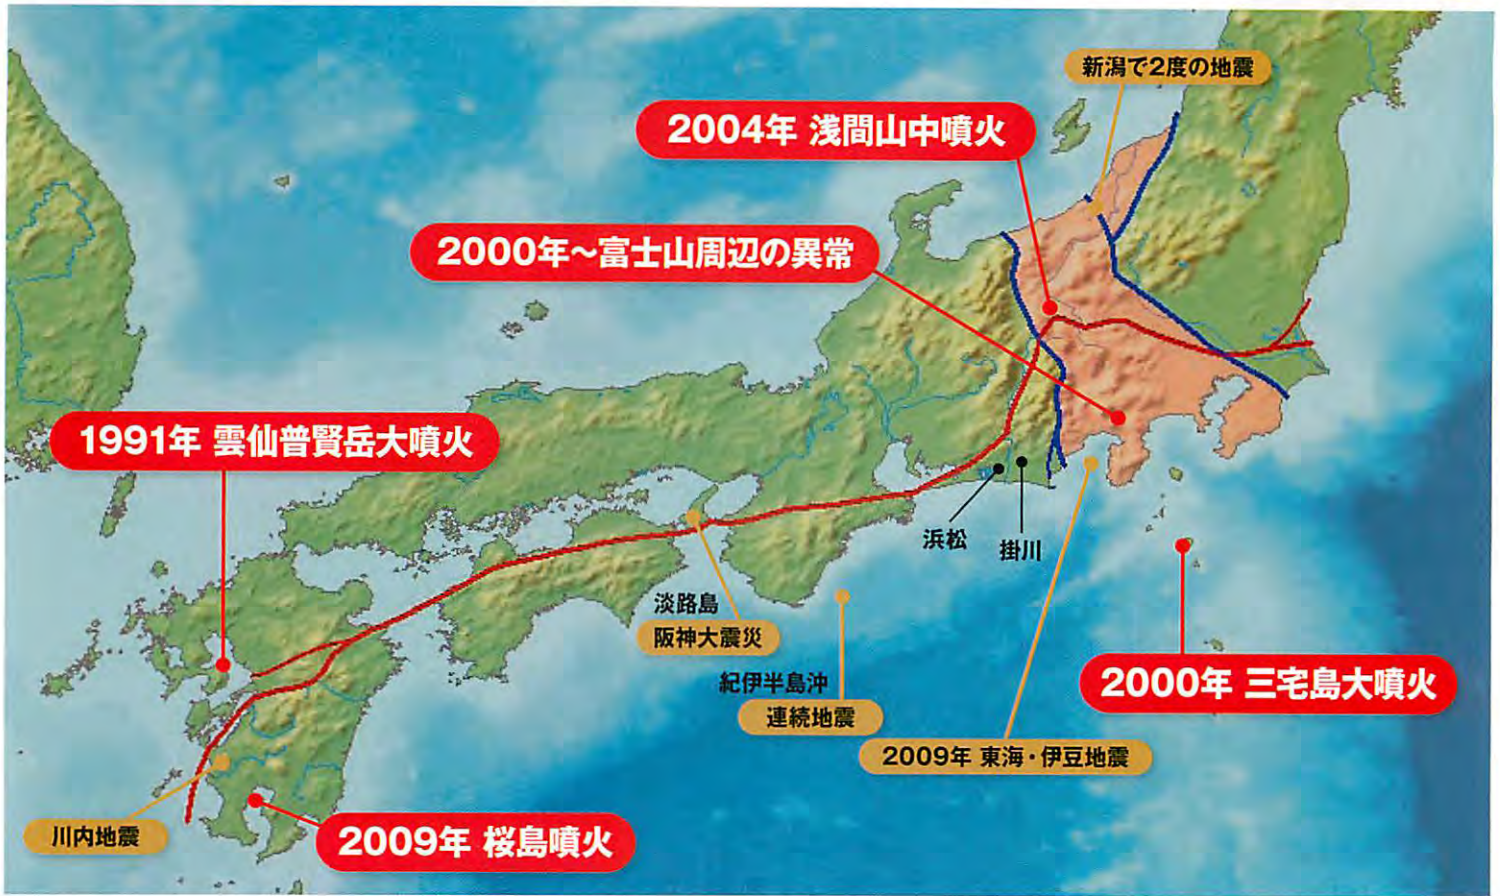 新潟で2度の地震
2004年 浅間山中噴火
2000年～富士山周辺の異常
1991年 雲仙普賢岳大噴火
浜松
掛川
淡路島
阪神大震災
紀伊半島沖
連続地震
2000年 三宅島大噴火
2009年 東海・伊豆地震
川内地震
2009年 桜島噴火